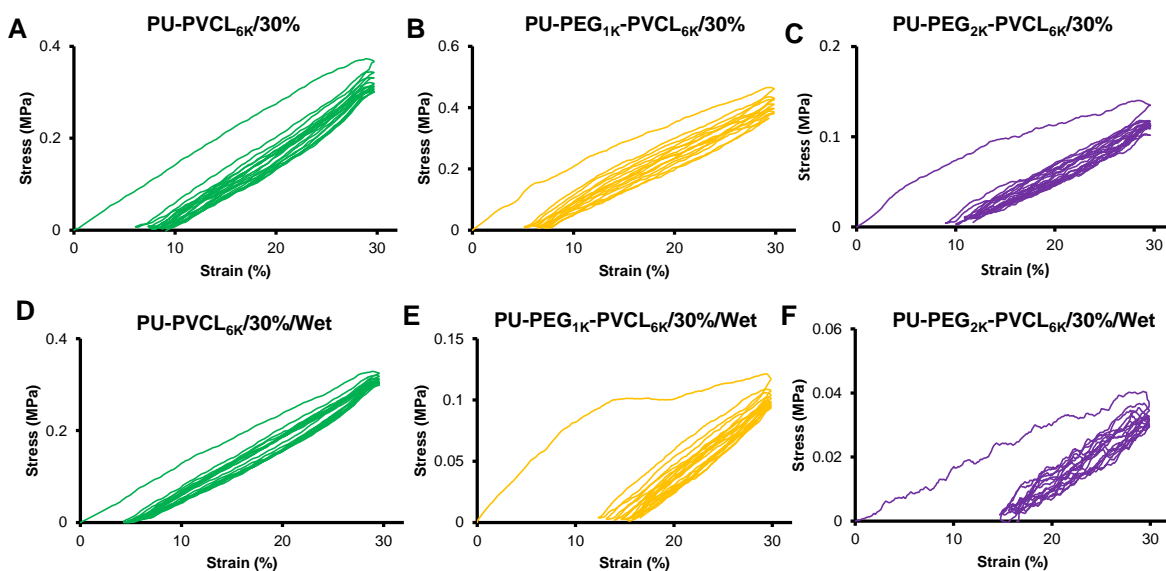 A
PU-PVCL6K/30%
Stress (MPa)
0.4
0.2
0
0 10 20 30
Strain (%)
B
PU-PEG1K-PVCL6K/30%
Stress (MPa)
0.6
0.4
0.2
0
0 10 20 30
Strain (%)
C
PU-PEG2K-PVCL6K/30%
Stress (MPa)
0.2
0.1
0
0 10 20 30
Strain (%)
D
PU-PVCL6K/30%/Wet
Stress (MPa)
0.4
0.2
0
0 10 20 30
Strain (%)
E
PU-PEG1K-PVCL6K/30%/Wet
Stress (MPa)
0.15
0.1
0.05
0
0 10 20 30
Strain (%)
F
PU-PEG2K-PVCL6K/30%/Wet
Stress (MPa)
0.06
0.04
0.02
0
0 10 20 30
Strain (%)